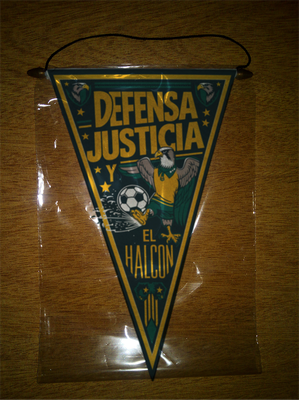 DEFENSA
JUSTICIA
Y
EL
HALCON